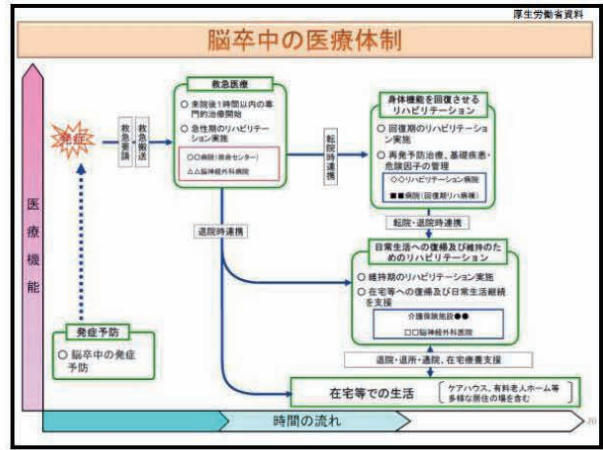 厚生労働省資料
脳卒中の医療体制
医療機能
発症
救急要請
救急搬送
救急医療
○ 来院後1時間以内の専
門的治療開始
○ 急性期のリハビリテ
ーション実施
○○病院(救命センター)
△△脳神経外科病院
転院時連携
身体機能を回復させる
リハビリテーション
○ 回復期のリハビリテーショ
ン実施
○ 再発予防治療、基礎疾患・
危険因子の管理
◇◇リハビリテーション病院
■■病院(回復期リハ病棟)
退院時連携
転院・退院時連携
日常生活への復帰及び維持のた
めのリハビリテーション
○ 維持期のリハビリテーション実施
○ 在宅等への復帰及び日常生活継続
を支援
介護保険施設●●
□□脳神経外科医院
発症予防
○ 脳卒中の発症
予防
退院・退所・通院、在宅療養支援
在宅等での生活
ケアハウス、有料老人ホーム等
多様な居住の場を含む
時間の流れ
20